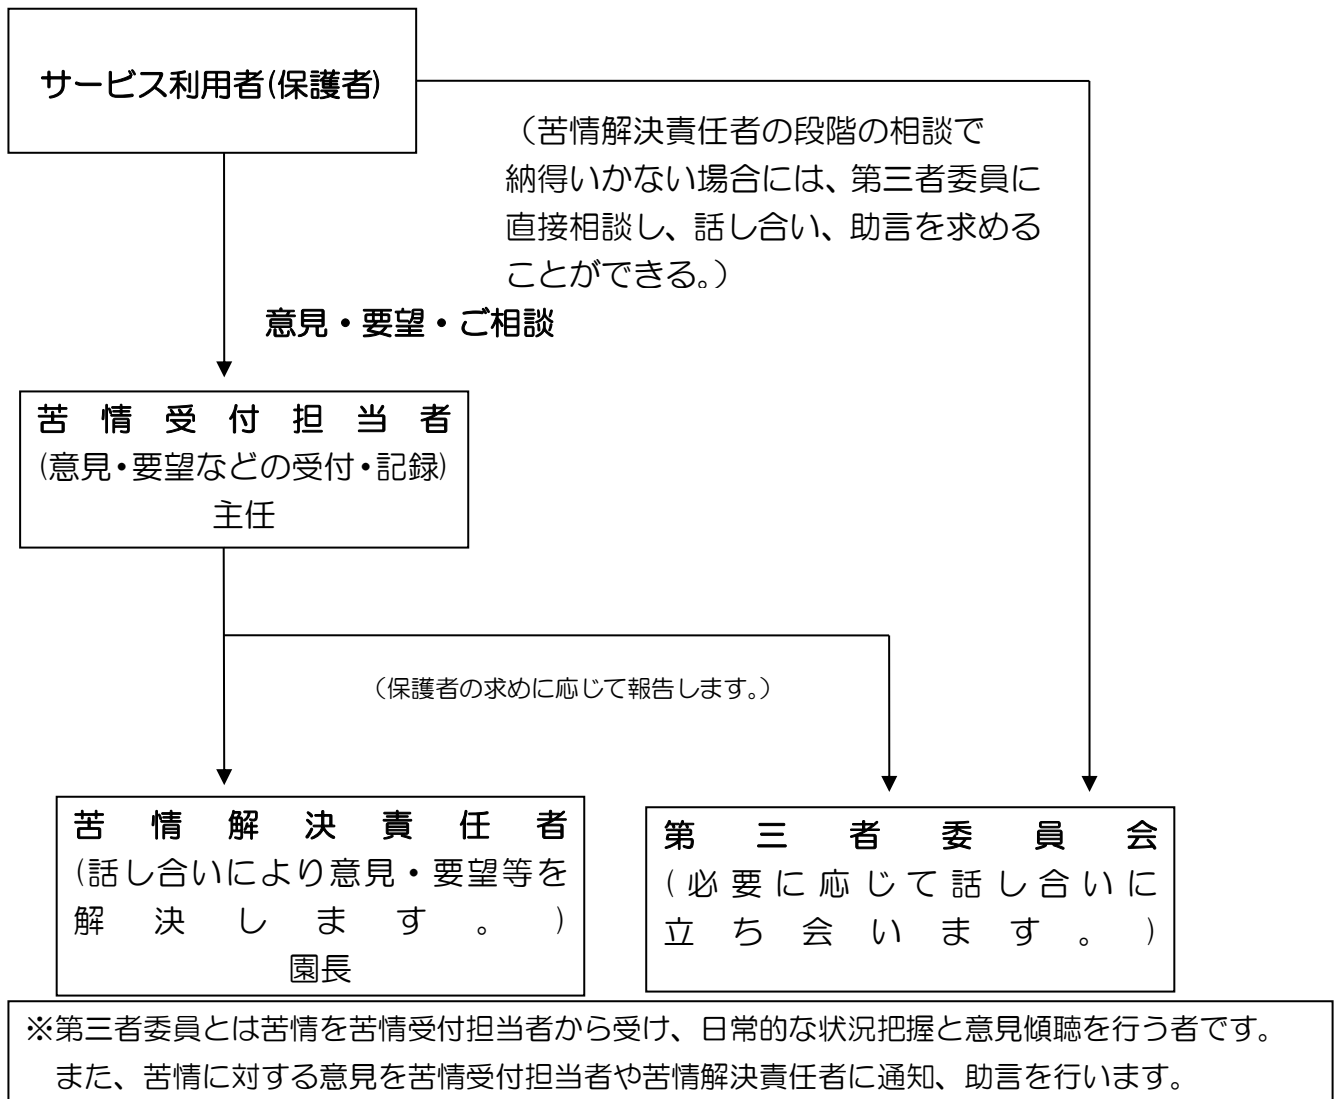 サービス利用者(保護者)
（苦情解決責任者の段階の相談で
納得いかない場合には、第三者委員に
直接相談し、話し合い、助言を求める
ことができる。）
意見・要望・ご相談
苦情受付担当者
(意見・要望などの受付・記録)
主任
（保護者の求めに応じて報告します。）
苦情解決責任者
(話し合いにより意見・要望等を
解決します。)
園長
第三者委員会
(必要に応じて話し合いに
立ち会います。)
※第三者委員とは苦情を苦情受付担当者から受け、日常的な状況把握と意見傾聴を行う者です。
また、苦情に対する意見を苦情受付担当者や苦情解決責任者に通知、助言を行います。